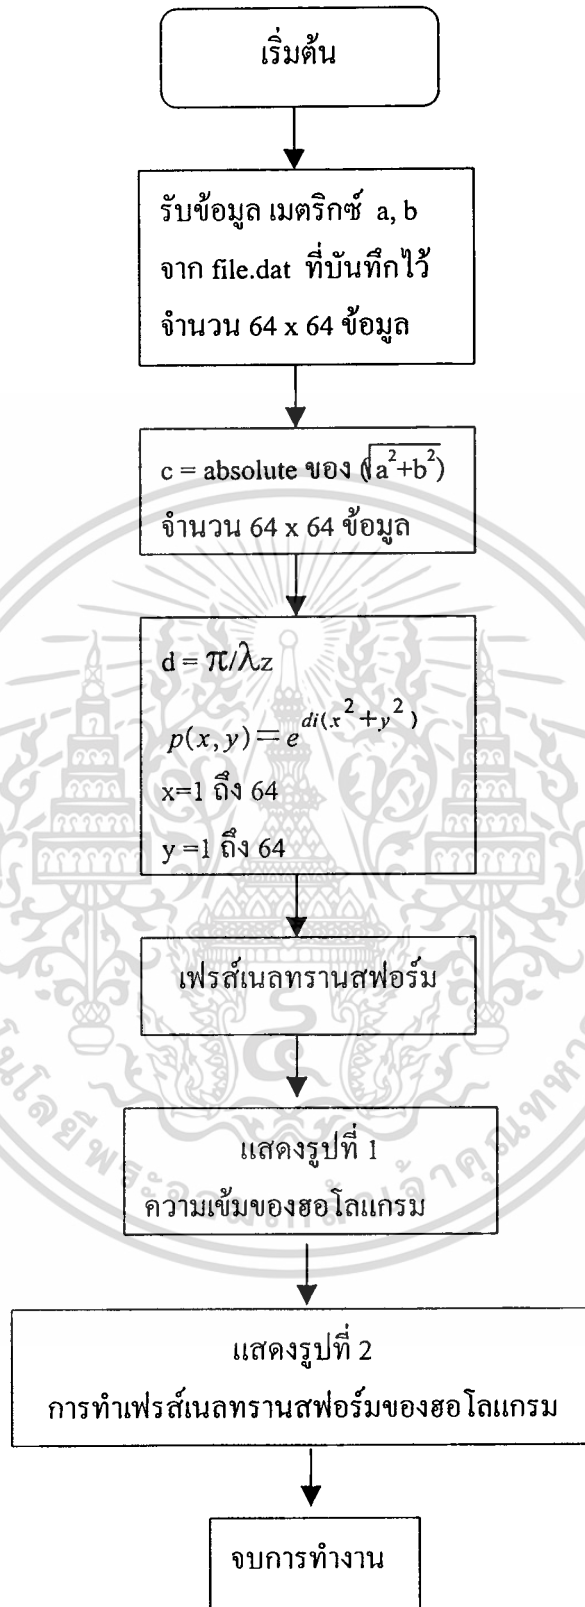 เริ่มต้น
รับข้อมูล เมตริกซ์ a, b
จาก file.dat ที่บันทึกไว้
จำนวน 64 x 64 ข้อมูล
c = absolute ของ (√a²+b²)
จำนวน 64 x 64 ข้อมูล
d = π/λz
p(x, y) = e^{di(x²+y²)}
x=1 ถึง 64
y =1 ถึง 64
เฟรส์เนลทรานสฟอร์ม
แสดงรูปที่ 1
ความเข้มของฮอโลแกรม
แสดงรูปที่ 2
การทำเฟรส์เนลทรานสฟอร์มของฮอโลแกรม
จบการทำงาน